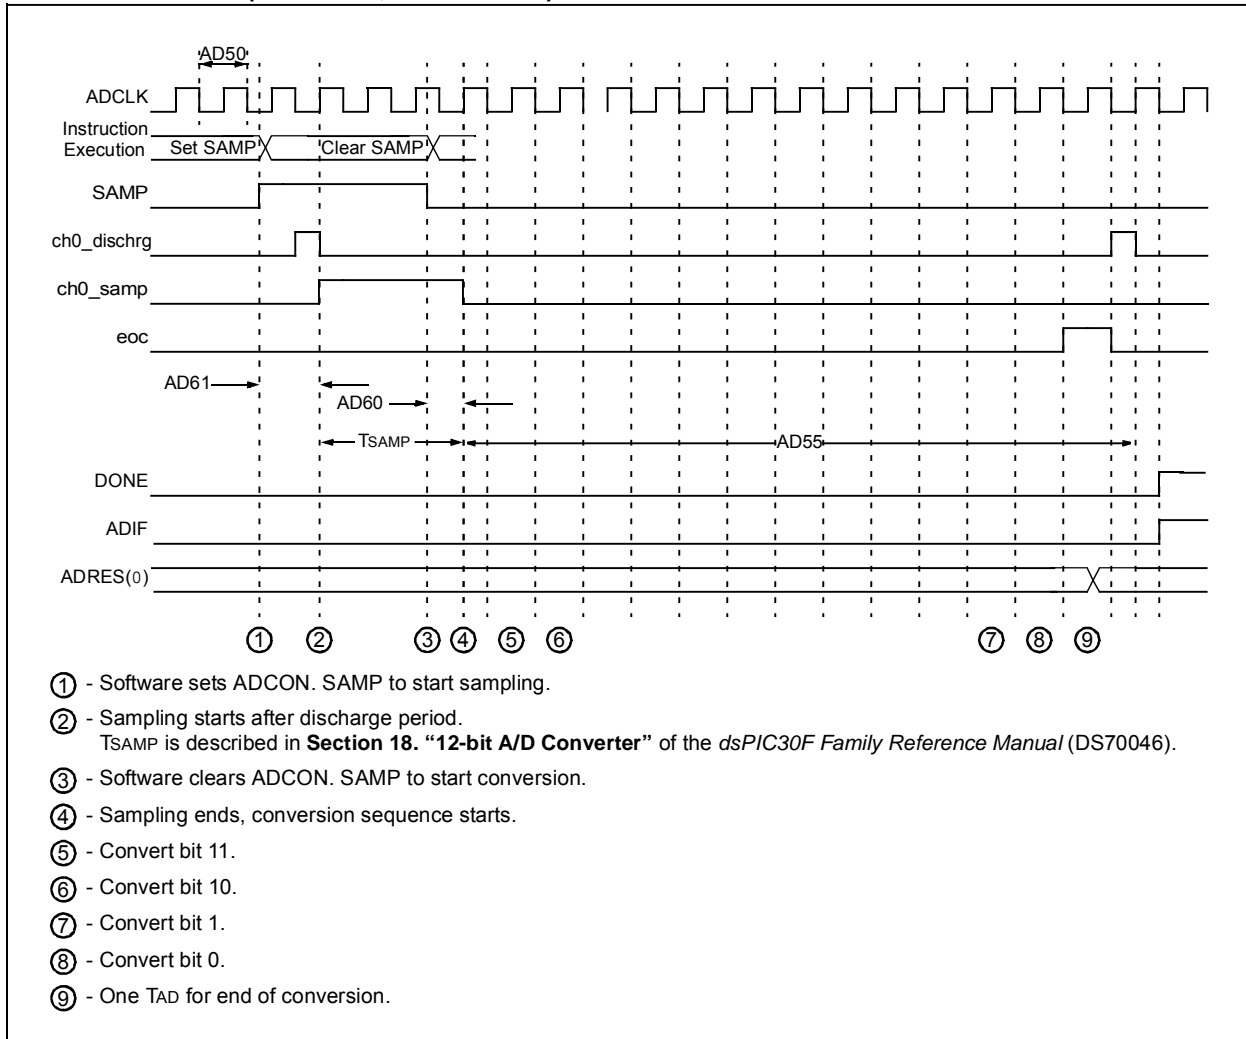 AD50
ADCLK
Instruction
Execution
Set SAMP
Clear SAMP
SAMP
ch0_dischrg
ch0_samp
eoc
AD61
AD60
TSAMP
AD55
DONE
ADIF
ADRES(0)
1 2 3 4 5 6 7 8 9
1 - Software sets ADCON. SAMP to start sampling.
2 - Sampling starts after discharge period.
TSAMP is described in Section 18. “12-bit A/D Converter” of the dsPIC30F Family Reference Manual (DS70046).
3 - Software clears ADCON. SAMP to start conversion.
4 - Sampling ends, conversion sequence starts.
5 - Convert bit 11.
6 - Convert bit 10.
7 - Convert bit 1.
8 - Convert bit 0.
9 - One TAD for end of conversion.